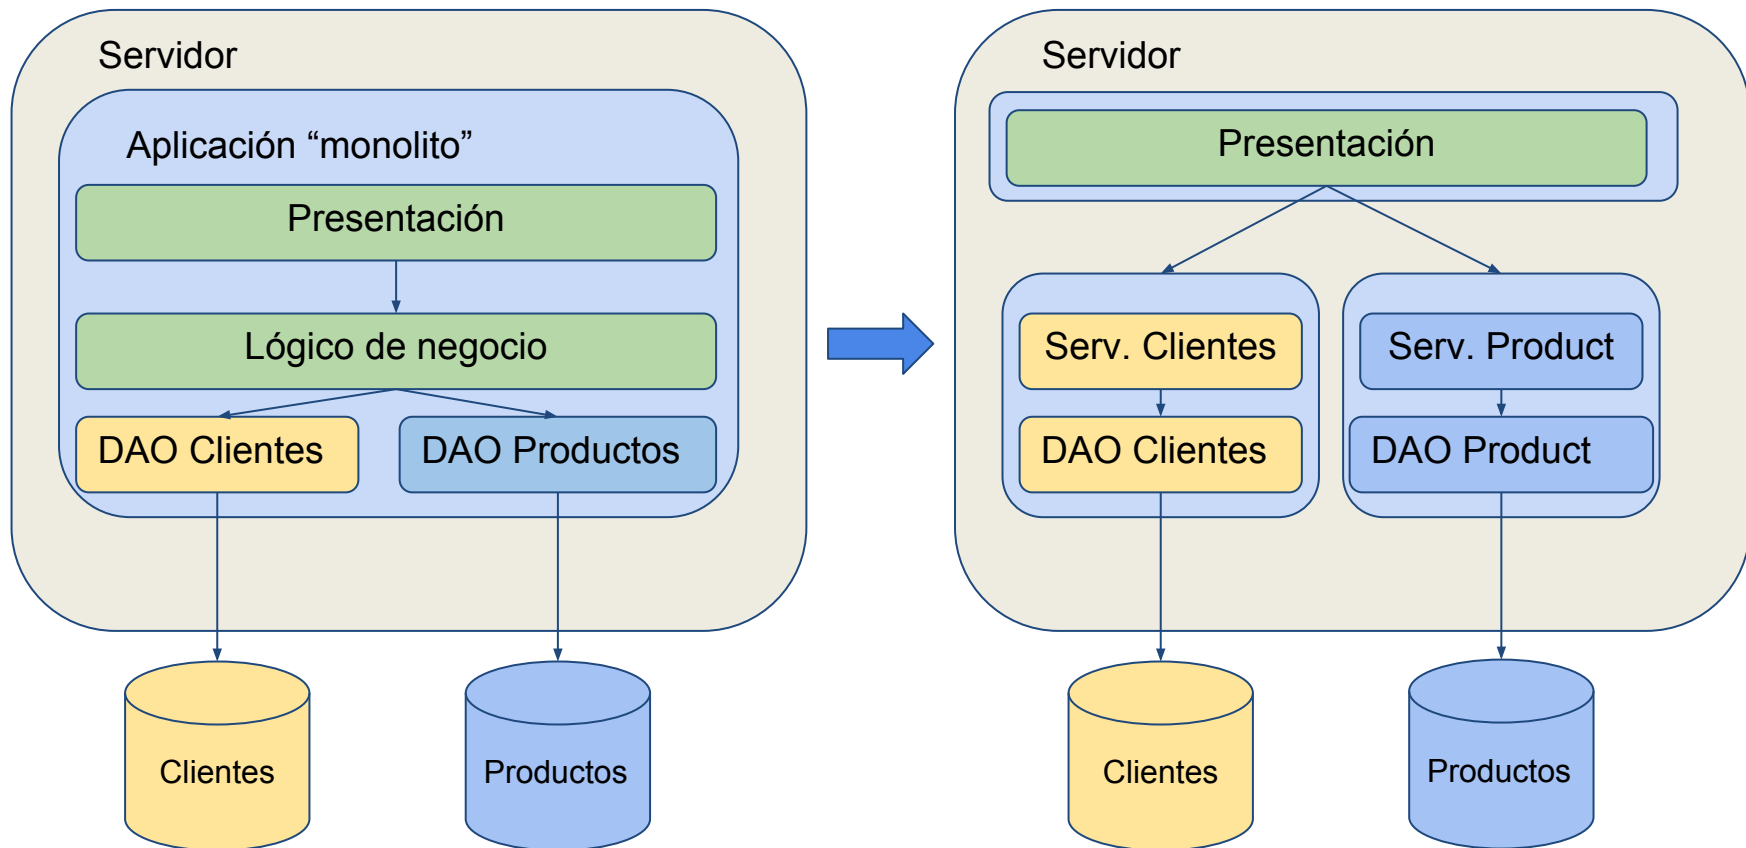 Servidor
Aplicación “monolito”
Presentación
Lógico de negocio
DAO Clientes
DAO Productos
Clientes
Productos
Servidor
Presentación
Serv. Clientes
Serv. Product
DAO Clientes
DAO Product
Clientes
Productos